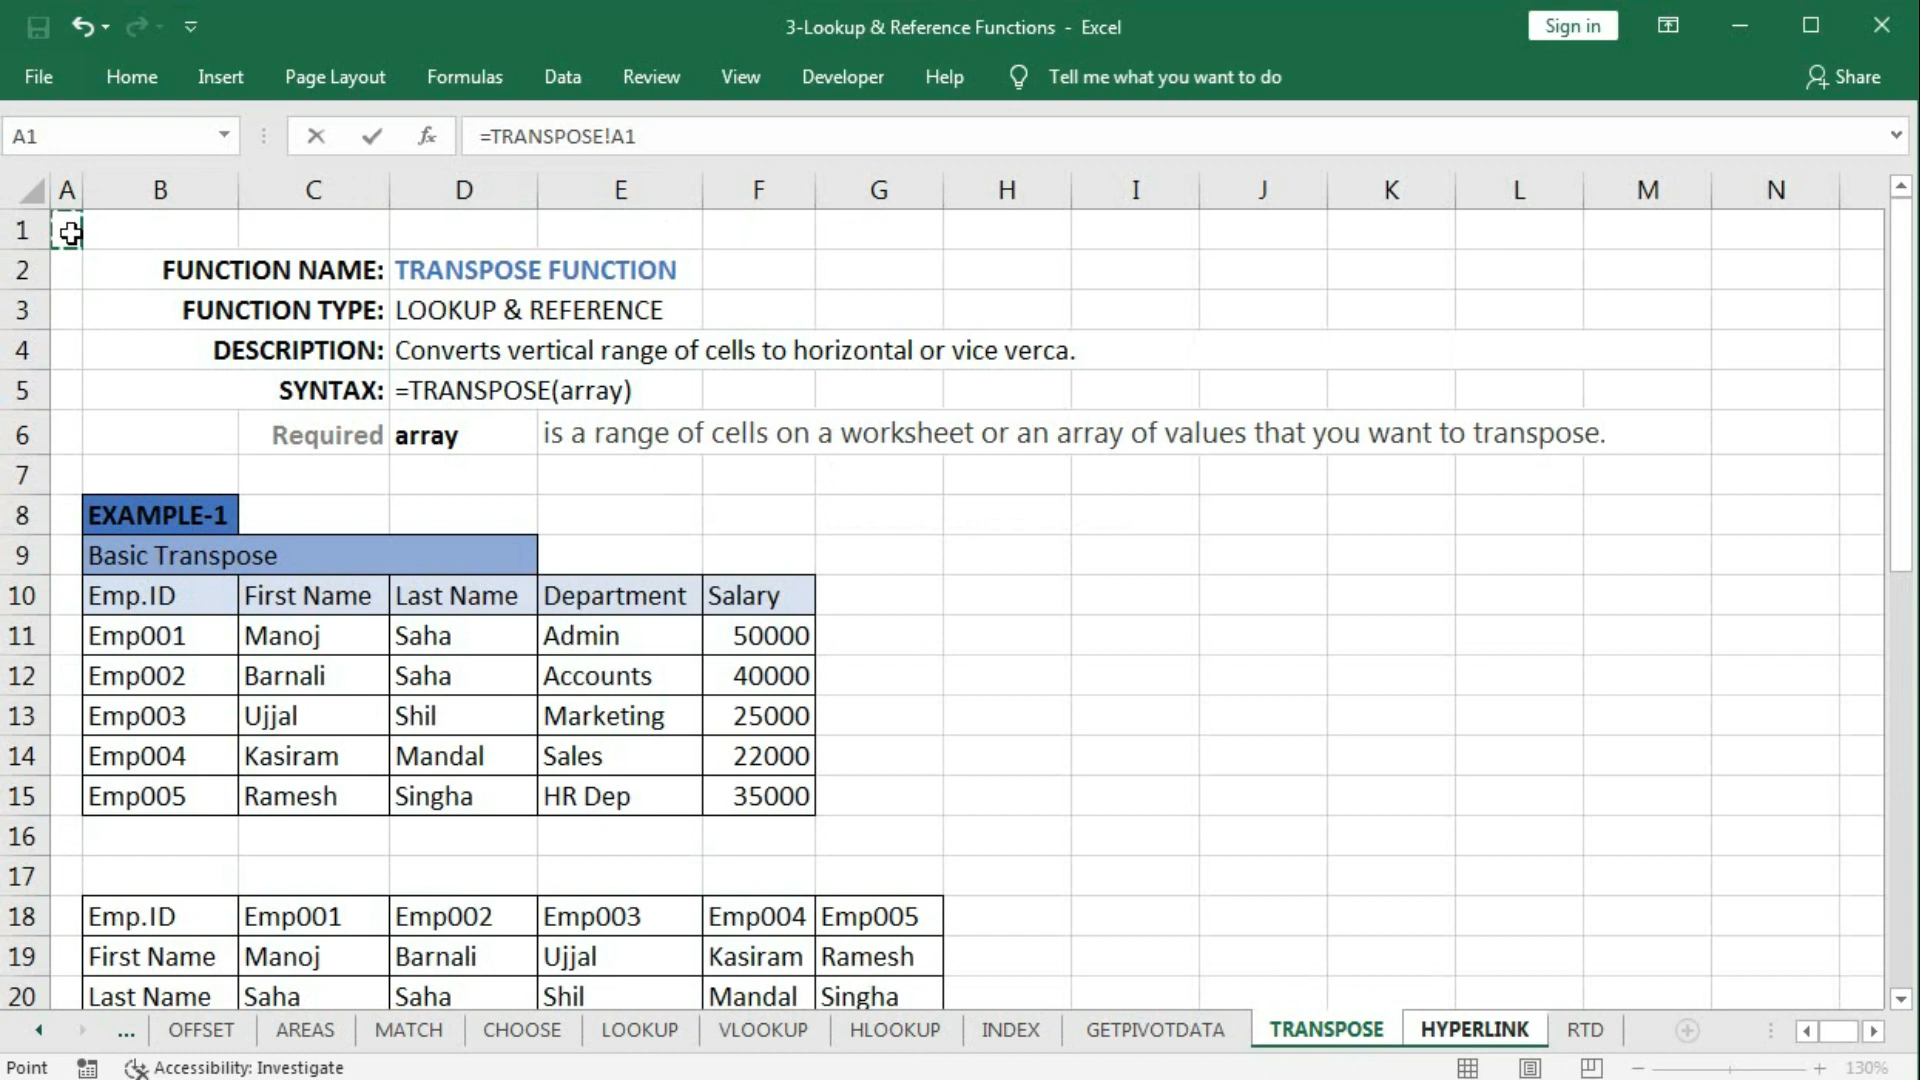 3-Lookup & Reference Functions - Excel
Sign in
File Home Insert Page Layout Formulas Data Review View Developer Help Tell me what you want to do Share
A1 fx =TRANSPOSE!A1
A B C D E F G H I J K L M N
1
2 FUNCTION NAME: TRANSPOSE FUNCTION
3 FUNCTION TYPE: LOOKUP & REFERENCE
4 DESCRIPTION: Converts vertical range of cells to horizontal or vice verca.
5 SYNTAX: =TRANSPOSE(array)
6 Required array is a range of cells on a worksheet or an array of values that you want to transpose.
7
8 EXAMPLE-1
9 Basic Transpose
10 Emp.ID First Name Last Name Department Salary
11 Emp001 Manoj Saha Admin 50000
12 Emp002 Barnali Saha Accounts 40000
13 Emp003 Ujjal Shil Marketing 25000
14 Emp004 Kasiram Mandal Sales 22000
15 Emp005 Ramesh Singha HR Dep 35000
16
17
18 Emp.ID Emp001 Emp002 Emp003 Emp004 Emp005
19 First Name Manoj Barnali Ujjal Kasiram Ramesh
20 Last Name Saha Saha Shil Mandal Singha
... OFFSET AREAS MATCH CHOOSE LOOKUP VLOOKUP HLOOKUP INDEX GETPIVOTDATA TRANSPOSE HYPERLINK RTD
Point Accessibility: Investigate 130%